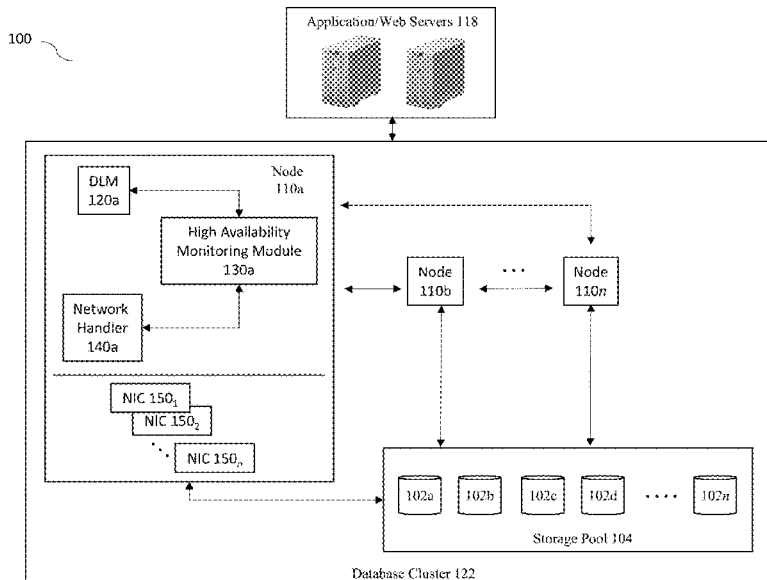 Application/Web Servers 118
100
Node
110a
DLM
120a
High Availability
Monitoring Module
130a
Network
Handler
140a
Node
110b
• • •
Node
110n
NIC 150₁
NIC 150₂
NIC 150ₙ
102a
102b
102c
102d
102n
Storage Pool 104
Database Cluster 122